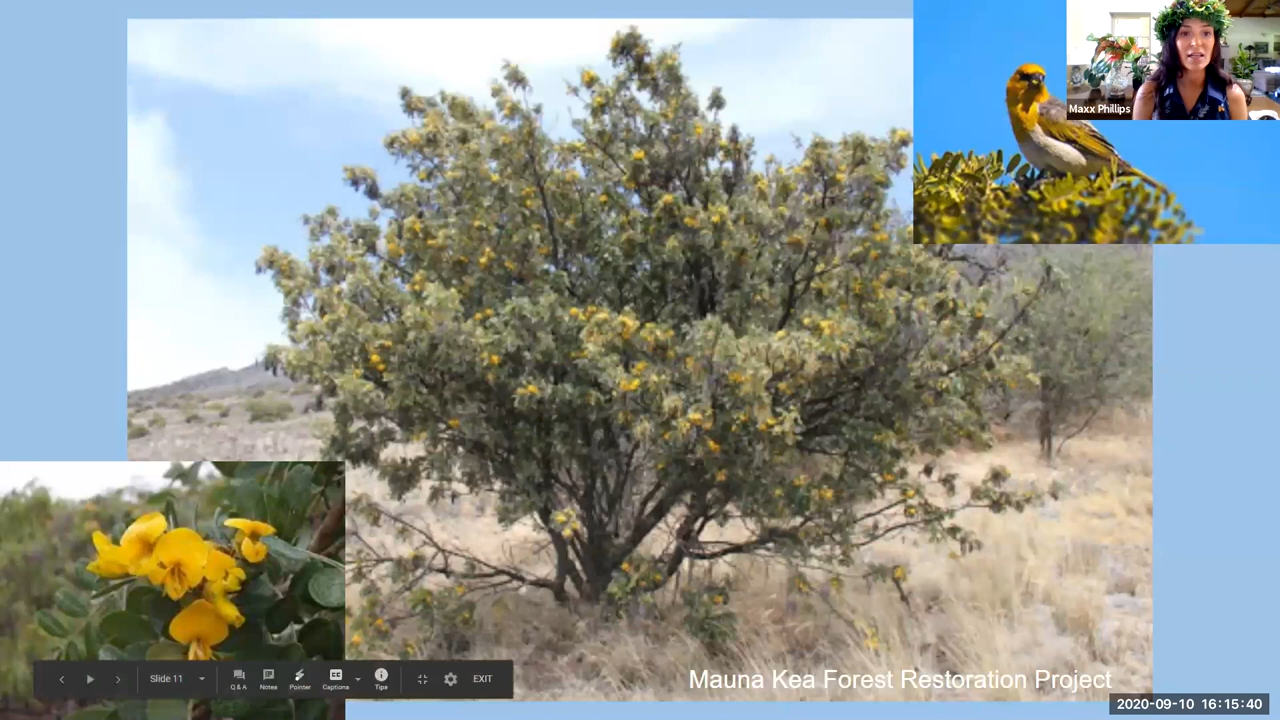 Maxx Phillips
Slide 11
Q & A
Notes
Pointer
Captions
Tips
EXIT
Mauna Kea Forest Restoration Project
2020-09-10 16:15:40